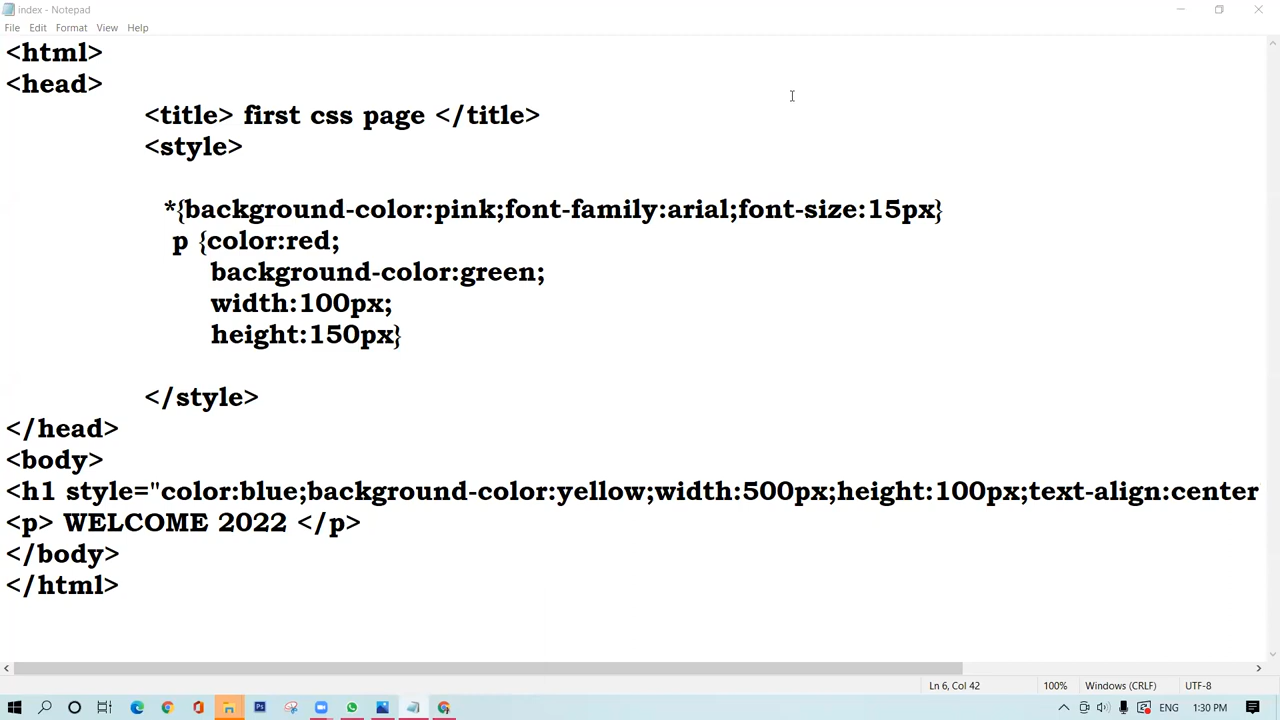 index - Notepad
File Edit Format View Help
<html>
<head>
<title> first css page </title>
<style>
*{background-color:pink;font-family:arial;font-size:15px}
p {color:red;
background-color:green;
width:100px;
height:150px}
</style>
</head>
<body>
<h1 style="color:blue;background-color:yellow;width:500px;height:100px;text-align:center
<p> WELCOME 2022 </p>
</body>
</html>
Ln 6, Col 42 100% Windows (CRLF) UTF-8
ENG 1:30 PM